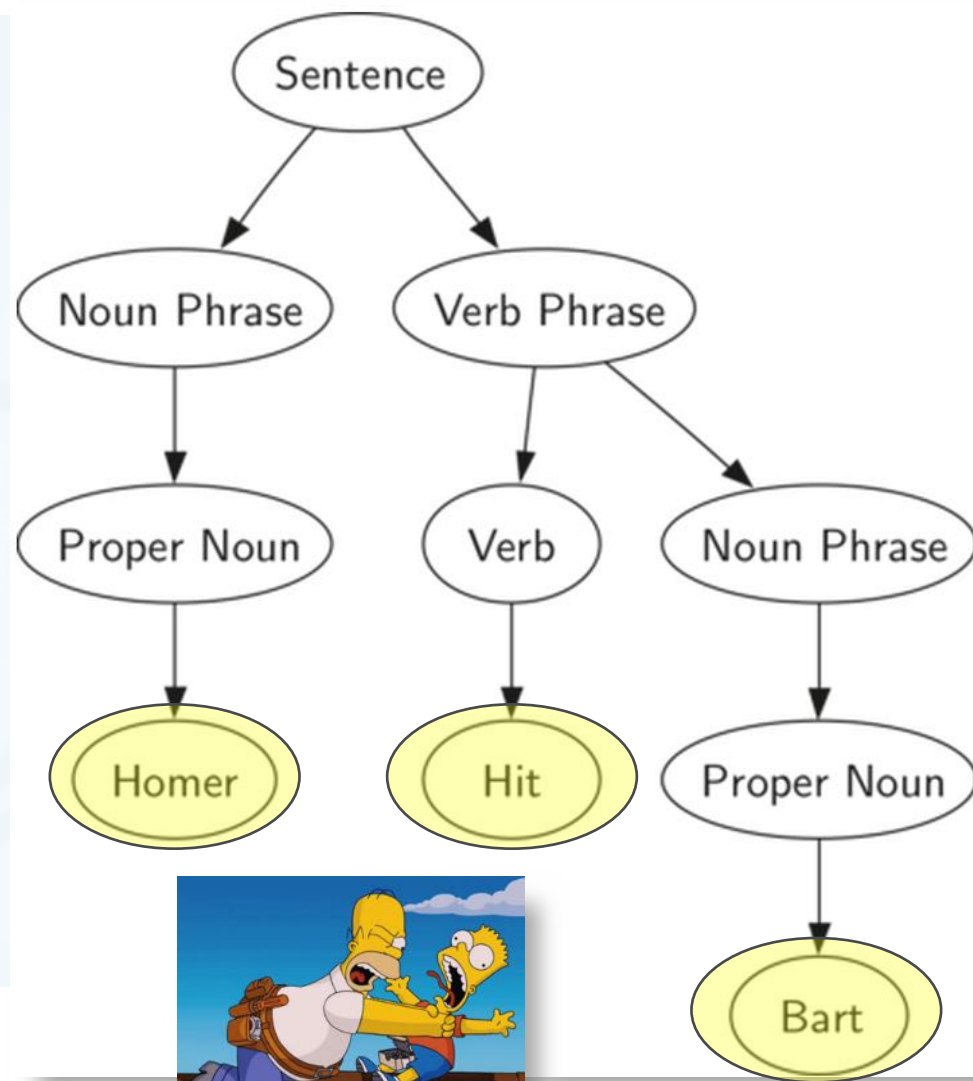 Sentence
Noun Phrase Verb Phrase
Proper Noun Verb Noun Phrase
Homer Hit Proper Noun
Bart